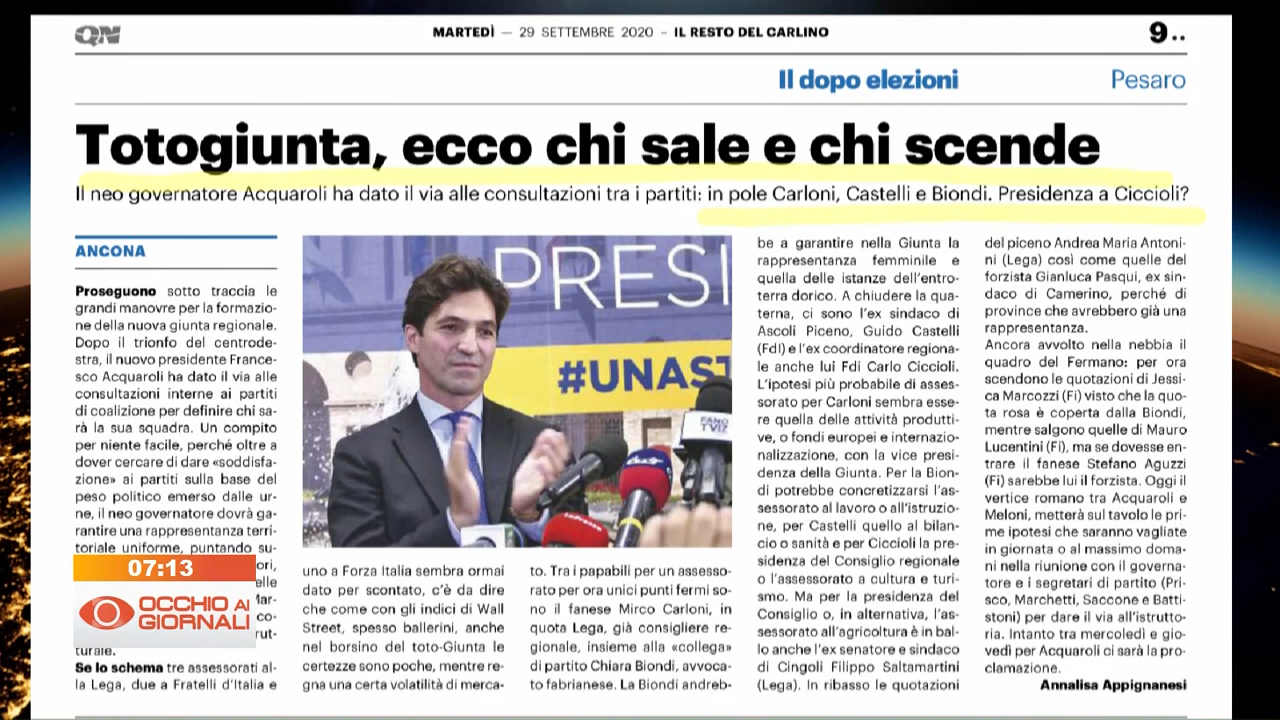 QN
MARTEDÌ — 29 SETTEMBRE 2020 – IL RESTO DEL CARLINO
9..
Il dopo elezioni
Pesaro
Totogiunta, ecco chi sale e chi scende
Il neo governatore Acquaroli ha dato il via alle consultazioni tra i partiti: in pole Carloni, Castelli e Biondi. Presidenza a Ciccioli?
ANCONA
Proseguono sotto traccia le
grandi manovre per la formazio-
ne della nuova giunta regionale.
Dopo il trionfo del centrode-
stra, il nuovo presidente France-
sco Acquaroli ha dato il via alle
consultazioni interne ai partiti
di coalizione per definire chi sa-
rà la sua squadra. Un compito
per niente facile, perché oltre a
dover cercare di dare «soddisfa-
zione» ai partiti sulla base del
peso politico emerso dalle ur-
ne, il neo governatore dovrà ga-
rantire una rappresentanza terri-
toriale uniforme, puntando su-
turale.
Se lo schema tre assessorati al-
la Lega, due a Fratelli d'Italia e
PRESI
#UNAST
FANO
TV
uno a Forza Italia sembra ormai
dato per scontato, c'è da dire
che come con gli indici di Wall
Street, spesso ballerini, anche
nel borsino del toto-Giunta le
certezze sono poche, mentre re-
gna una certa volatilità di merca-
to. Tra i papabili per un assesso-
rato per ora unici punti fermi so-
no il fanese Mirco Carloni, in
quota Lega, già consigliere re-
gionale, insieme alla «collega»
di partito Chiara Biondi, avvoca-
to fabrianese. La Biondi andreb-
be a garantire nella Giunta la
rappresentanza femminile e
quella delle istanze dell'entro-
terra dorico. A chiudere la qua-
terna, ci sono l'ex sindaco di
Ascoli Piceno, Guido Castelli
(FdI) e l'ex coordinatore regiona-
le anche lui Fdi Carlo Ciccioli.
L'ipotesi più probabile di asses-
sorato per Carloni sembra esse-
re quella delle attività produtti-
ve, o fondi europei e internazio-
nalizzazione, con la vice presi-
denza della Giunta. Per la Bion-
di potrebbe concretizzarsi l'as-
sessorato al lavoro o all'istruzio-
ne, per Castelli quello al bilan-
cio o sanità e per Ciccioli la pre-
sidenza del Consiglio regionale
o l'assessorato a cultura e turi-
smo. Ma per la presidenza del
Consiglio o, in alternativa, l'as-
sessorato all'agricoltura è in bal-
lo anche l'ex senatore e sindaco
di Cingoli Filippo Saltamartini
(Lega). In ribasso le quotazioni
del piceno Andrea Maria Antoni-
ni (Lega) così come quelle del
forzista Gianluca Pasqui, ex sin-
daco di Camerino, perché di
province che avrebbero già una
rappresentanza.
Ancora avvolto nella nebbia il
quadro del Fermano: per ora
scendono le quotazioni di Jessi-
ca Marcozzi (Fi) visto che la quo-
ta rosa è coperta dalla Biondi,
mentre salgono quelle di Mauro
Lucentini (Fi), ma se dovesse en-
trare il fanese Stefano Aguzzi
(Fi) sarebbe lui il forzista. Oggi il
vertice romano tra Acquaroli e
Meloni, metterà sul tavolo le pri-
me ipotesi che saranno vagliate
in giornata o al massimo doma-
ni nella riunione con il governa-
tore e i segretari di partito (Pri-
sco, Marchetti, Saccone e Batti-
stoni) per dare il via all'istrutto-
ria. Intanto tra mercoledì e gio-
vedì per Acquaroli ci sarà la pro-
clamazione.
Annalisa Appignanesi
07:13
OCCHIO AI
GIORNALI